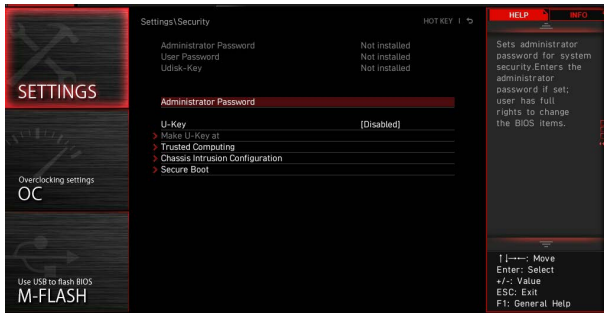 SETTINGS
Overclocking settings
OC
Use USB to flash BIOS
M-FLASH
Settings\Security
HOT KEY | ↩
Administrator Password Not installed
User Password Not installed
Udisk-Key Not installed
Administrator Password
U-Key [Disabled]
> Make U-Key at
> Trusted Computing
> Chassis Intrusion Configuration
> Secure Boot
HELP INFO
Sets administrator
password for system
security.Enters the
administrator
password if set;
user has full
rights to change
the BIOS items.
↑↓→←: Move
Enter: Select
+/-: Value
ESC: Exit
F1: General Help